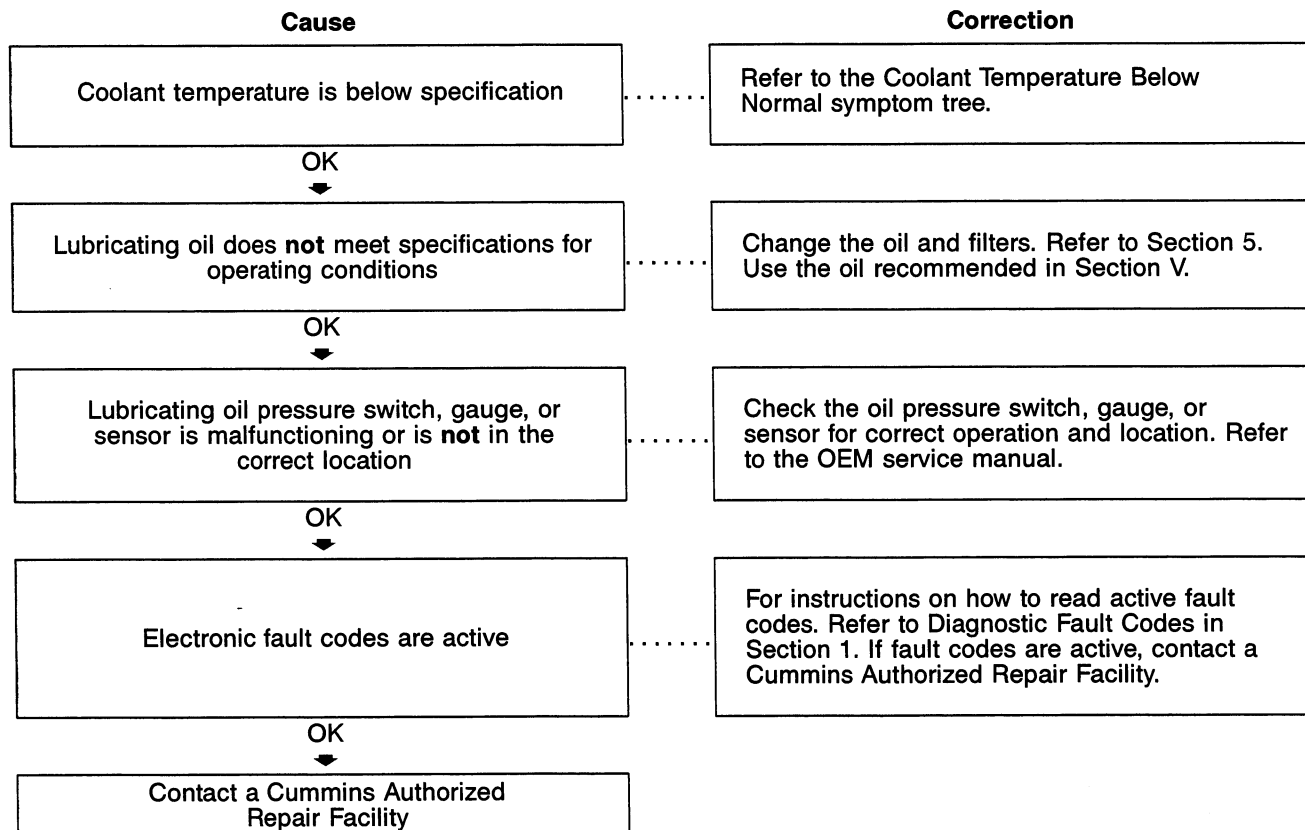 Cause
Correction
Coolant temperature is below specification
Refer to the Coolant Temperature Below
Normal symptom tree.
OK
Lubricating oil does not meet specifications for
operating conditions
Change the oil and filters. Refer to Section 5.
Use the oil recommended in Section V.
OK
Lubricating oil pressure switch, gauge, or
sensor is malfunctioning or is not in the
correct location
Check the oil pressure switch, gauge, or
sensor for correct operation and location. Refer
to the OEM service manual.
OK
Electronic fault codes are active
For instructions on how to read active fault
codes. Refer to Diagnostic Fault Codes in
Section 1. If fault codes are active, contact a
Cummins Authorized Repair Facility.
OK
Contact a Cummins Authorized
Repair Facility